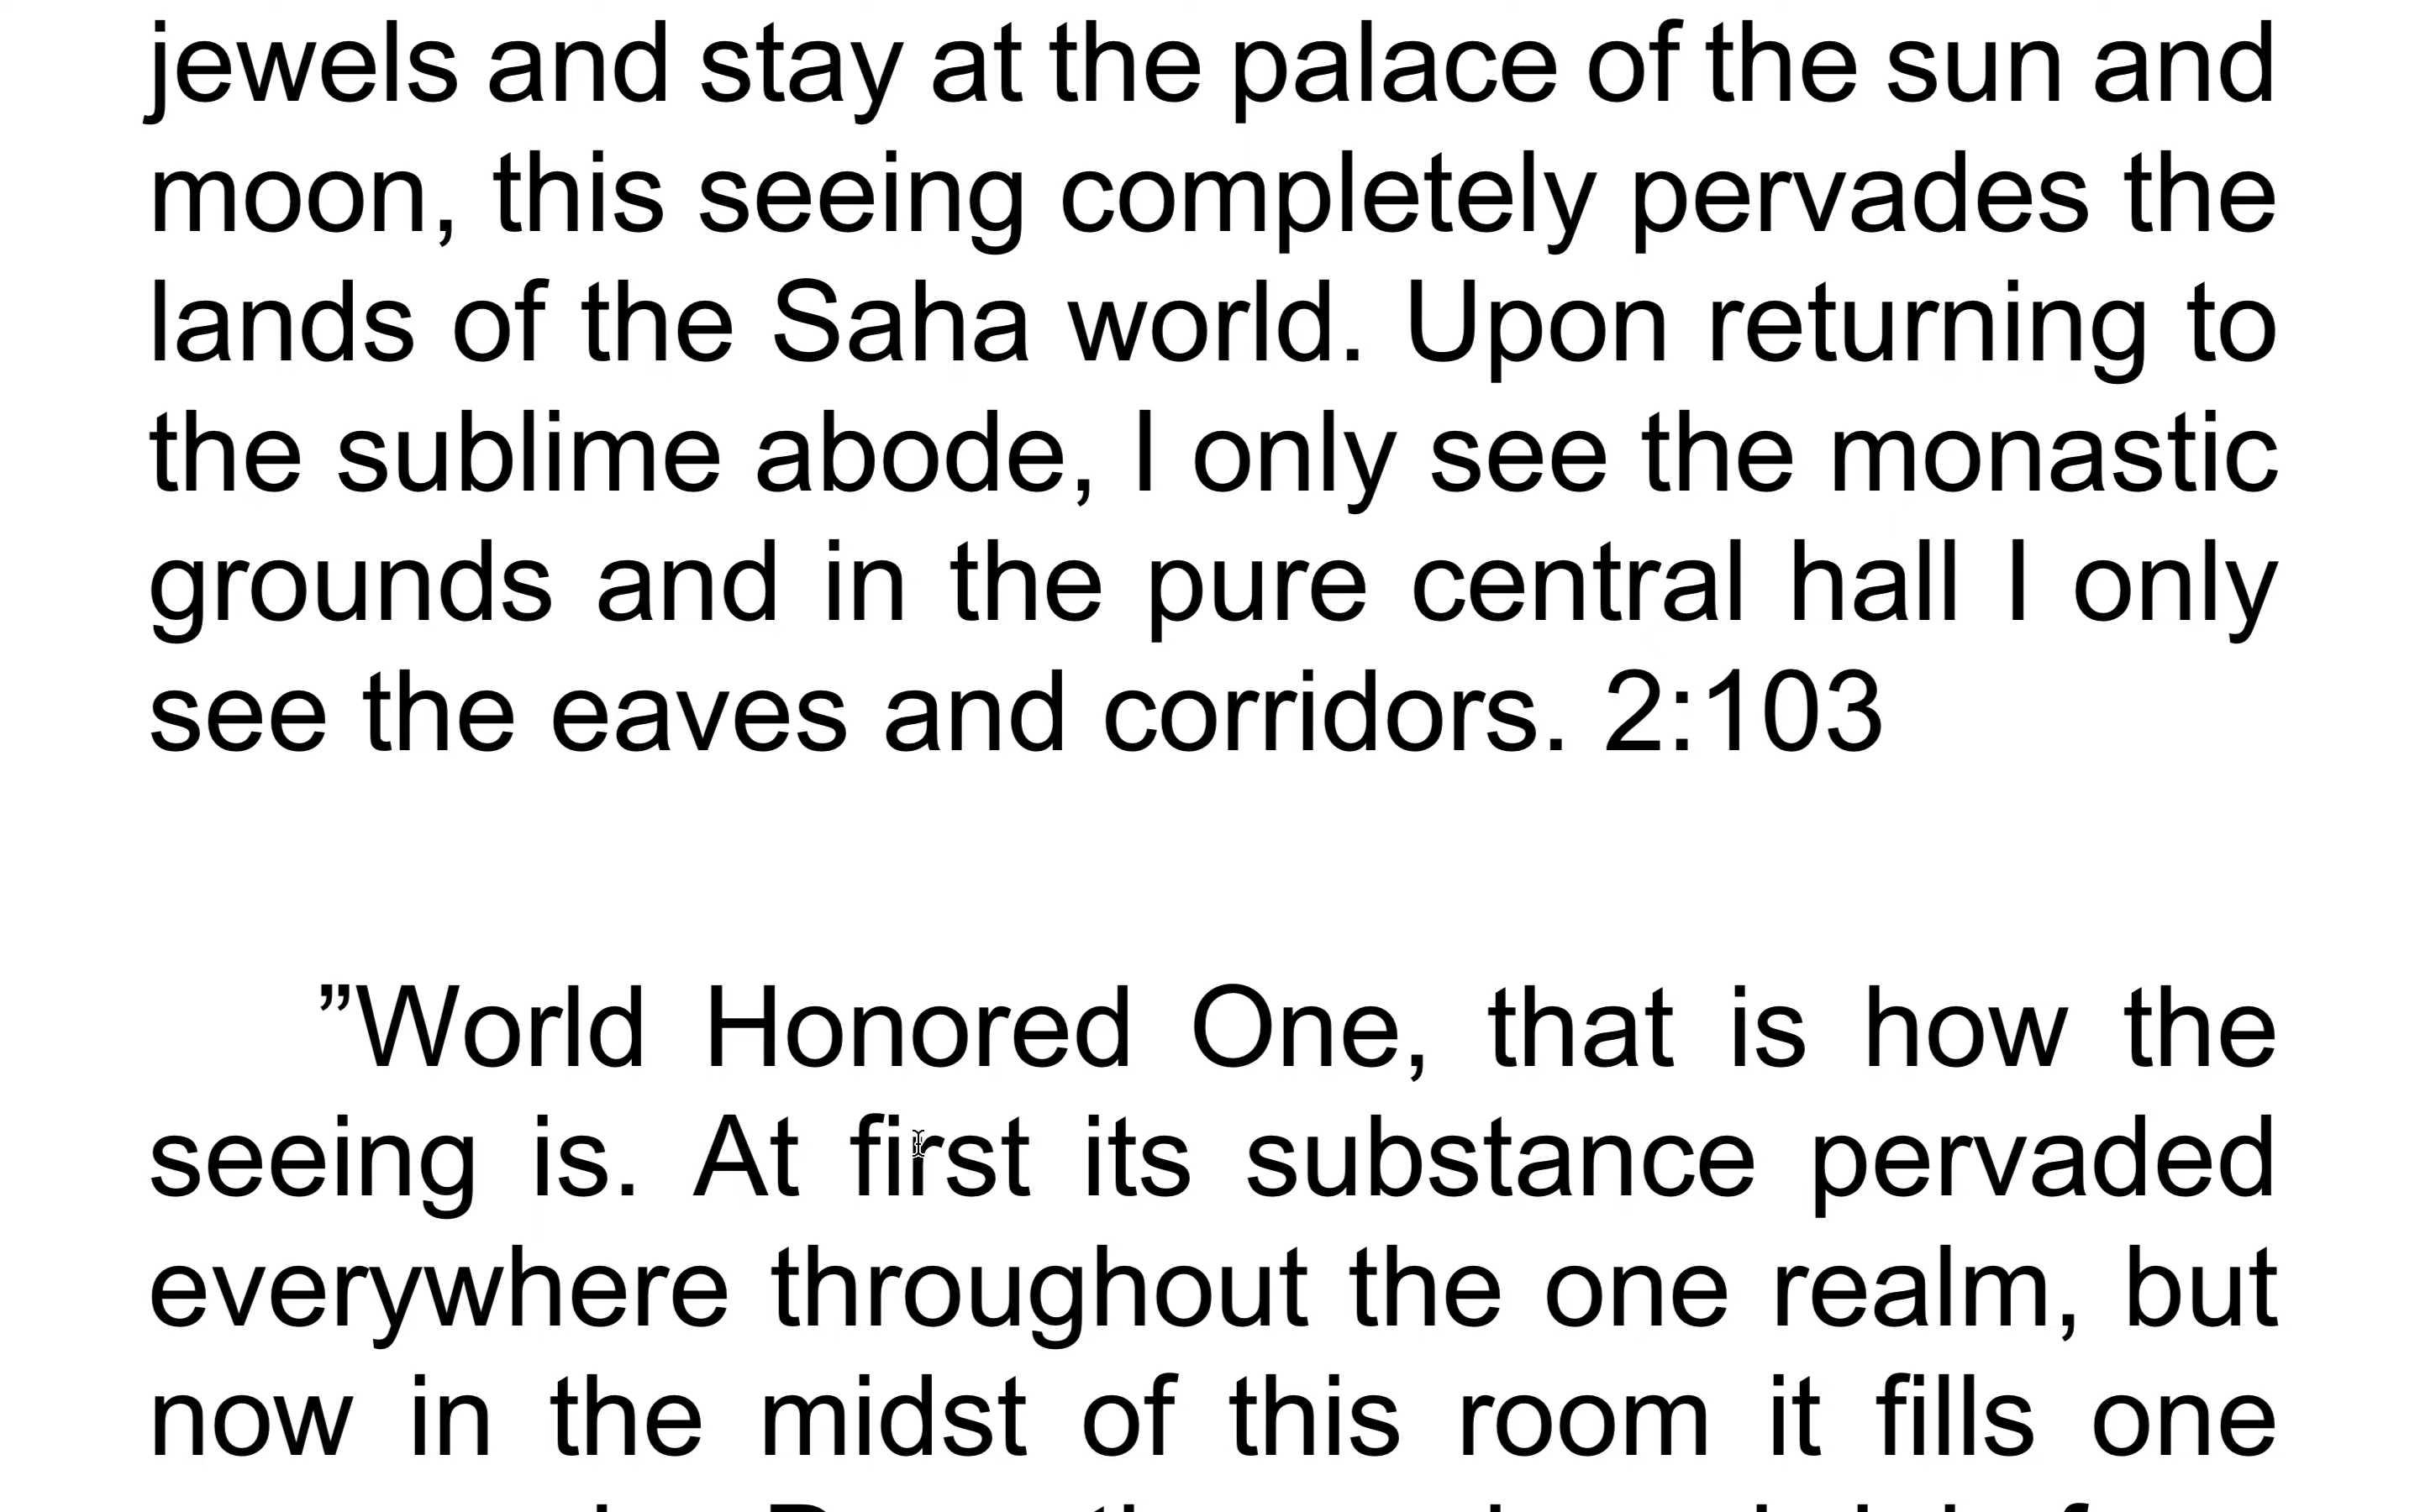 jewels and stay at the palace of the sun and
moon, this seeing completely pervades the
lands of the Saha world. Upon returning to
the sublime abode, I only see the monastic
grounds and in the pure central hall I only
see the eaves and corridors. 2:103
”World Honored One, that is how the
seeing is. At first its substance pervaded
everywhere throughout the one realm, but
now in the midst of this room it fills one